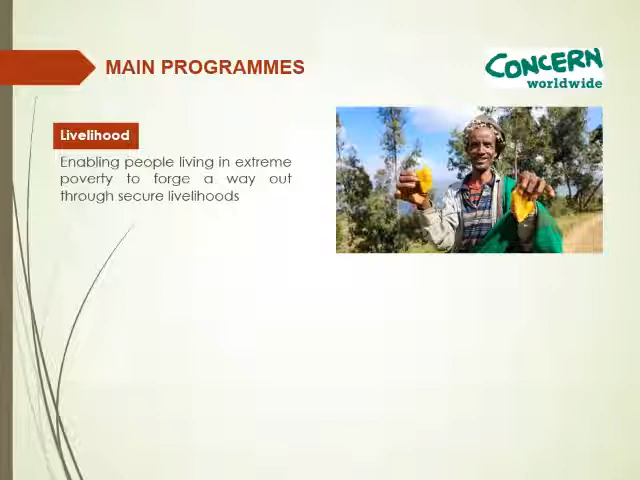 MAIN PROGRAMMES
CONCERN
worldwide
Livelihood
Enabling people living in extreme
poverty to forge a way out
through secure livelihoods